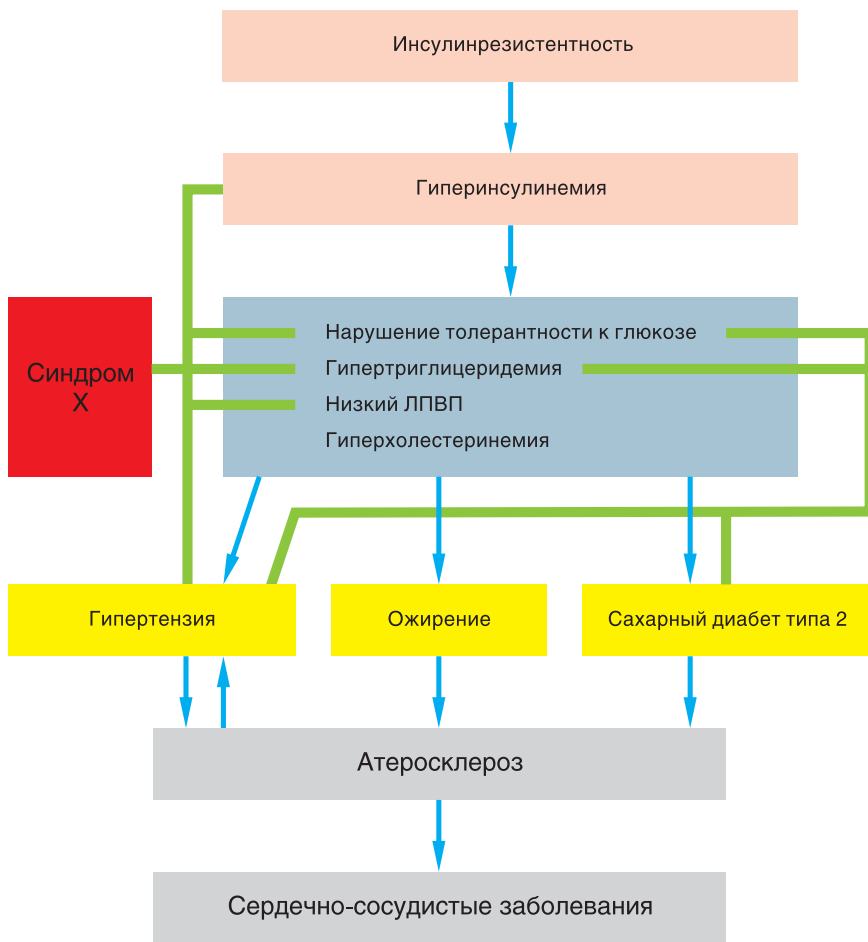 Инсулинрезистентность
Гиперинсулинемия
Синдром
X
Нарушение толерантности к глюкозе
Гипертриглицеридемия
Низкий ЛПВП
Гиперхолестеринемия
Гипертензия
Ожирение
Сахарный диабет типа 2
Атеросклероз
Сердечно-сосудистые заболевания